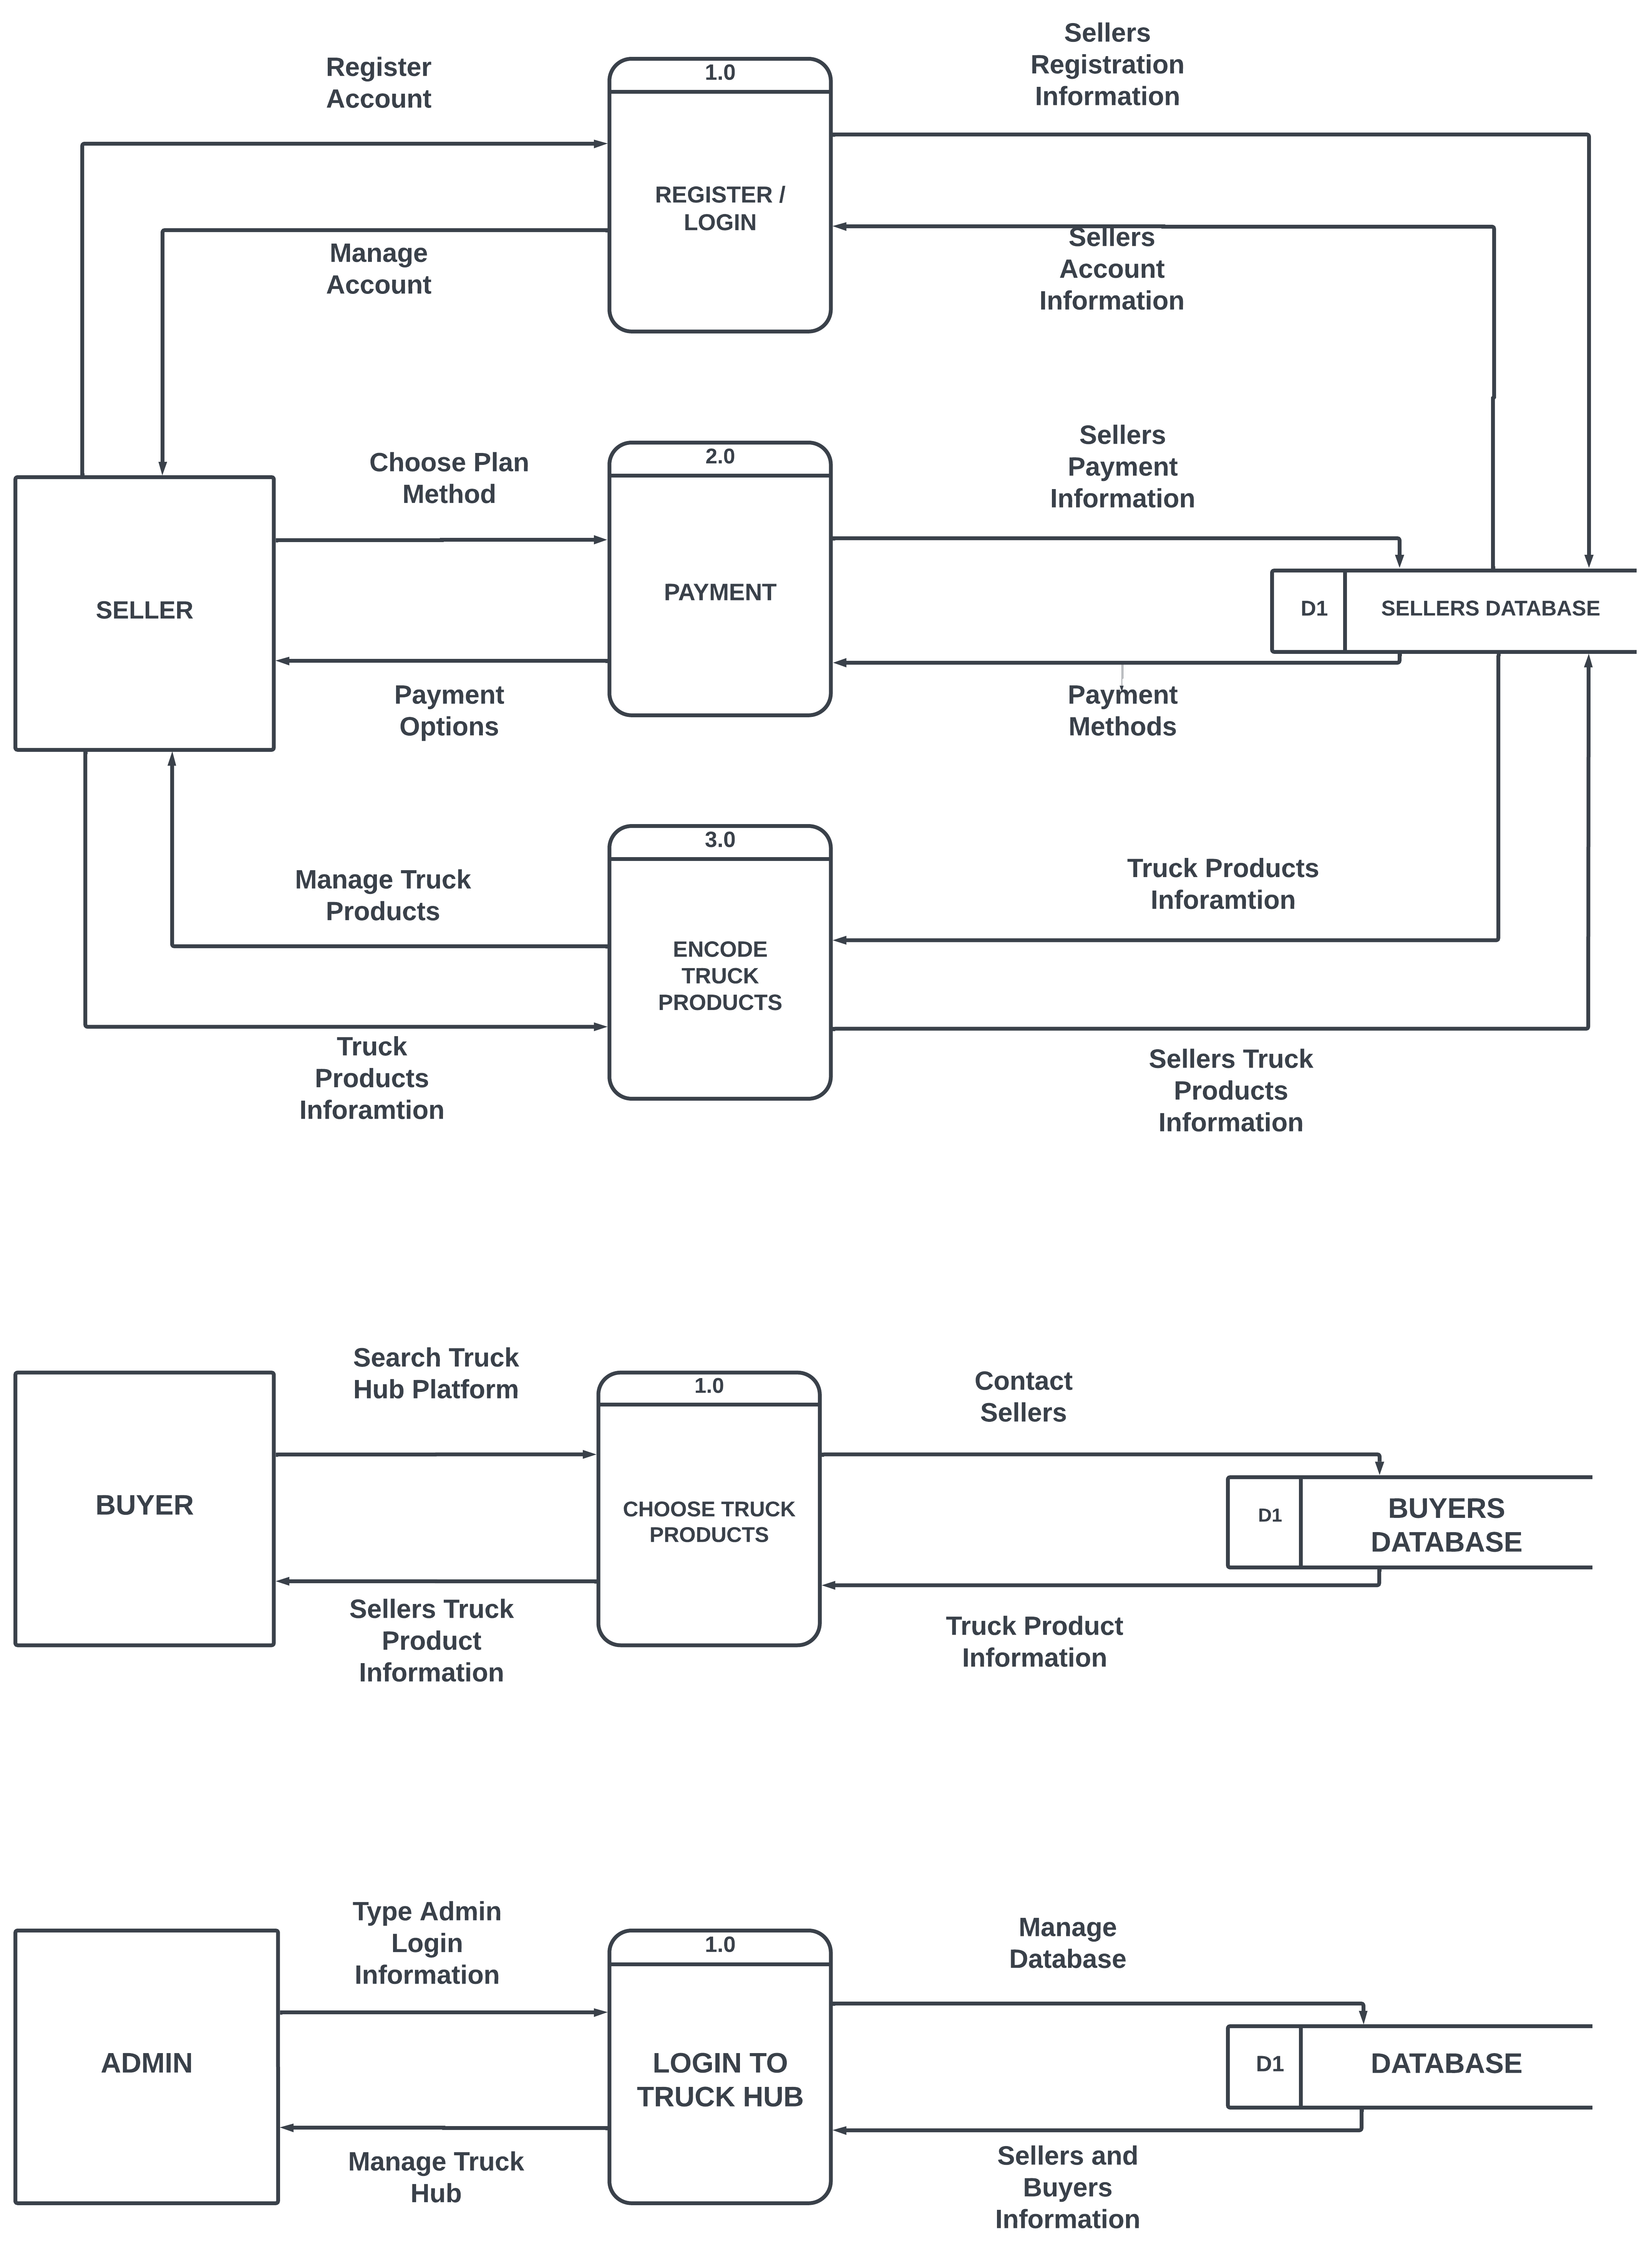 Sellers
Registration
Information
Register
Account
1.0
REGISTER /
LOGIN
Manage
Account
Sellers
Account
Information
Choose Plan
Method
2.0
Sellers
Payment
Information
SELLER
PAYMENT
D1
SELLERS DATABASE
Payment
Options
Payment
Methods
3.0
Manage Truck
Products
Truck Products
Inforamtion
ENCODE
TRUCK
PRODUCTS
Truck
Products
Inforamtion
Sellers Truck
Products
Information
Search Truck
Hub Platform
1.0
Contact
Sellers
BUYER
CHOOSE TRUCK
PRODUCTS
D1
BUYERS
DATABASE
Sellers Truck
Product
Information
Truck Product
Information
Type Admin
Login
Information
1.0
Manage
Database
ADMIN
LOGIN TO
TRUCK HUB
D1
DATABASE
Manage Truck
Hub
Sellers and
Buyers
Information